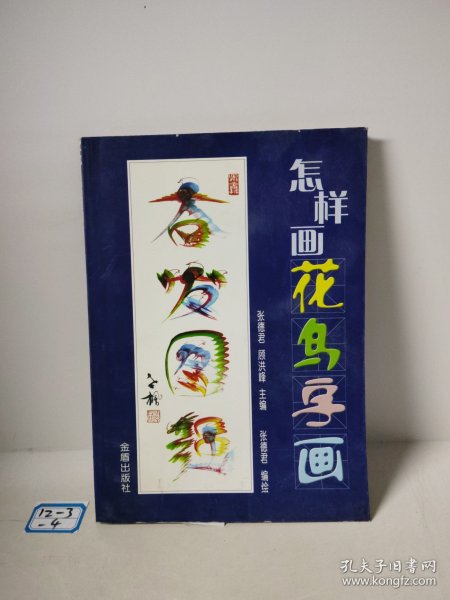 怎样画花鸟字画
张德君 顾洪峰 主编
张德君 编绘
金盾出版社
12-3
-4
孔夫子旧书网
www.kongfz.com